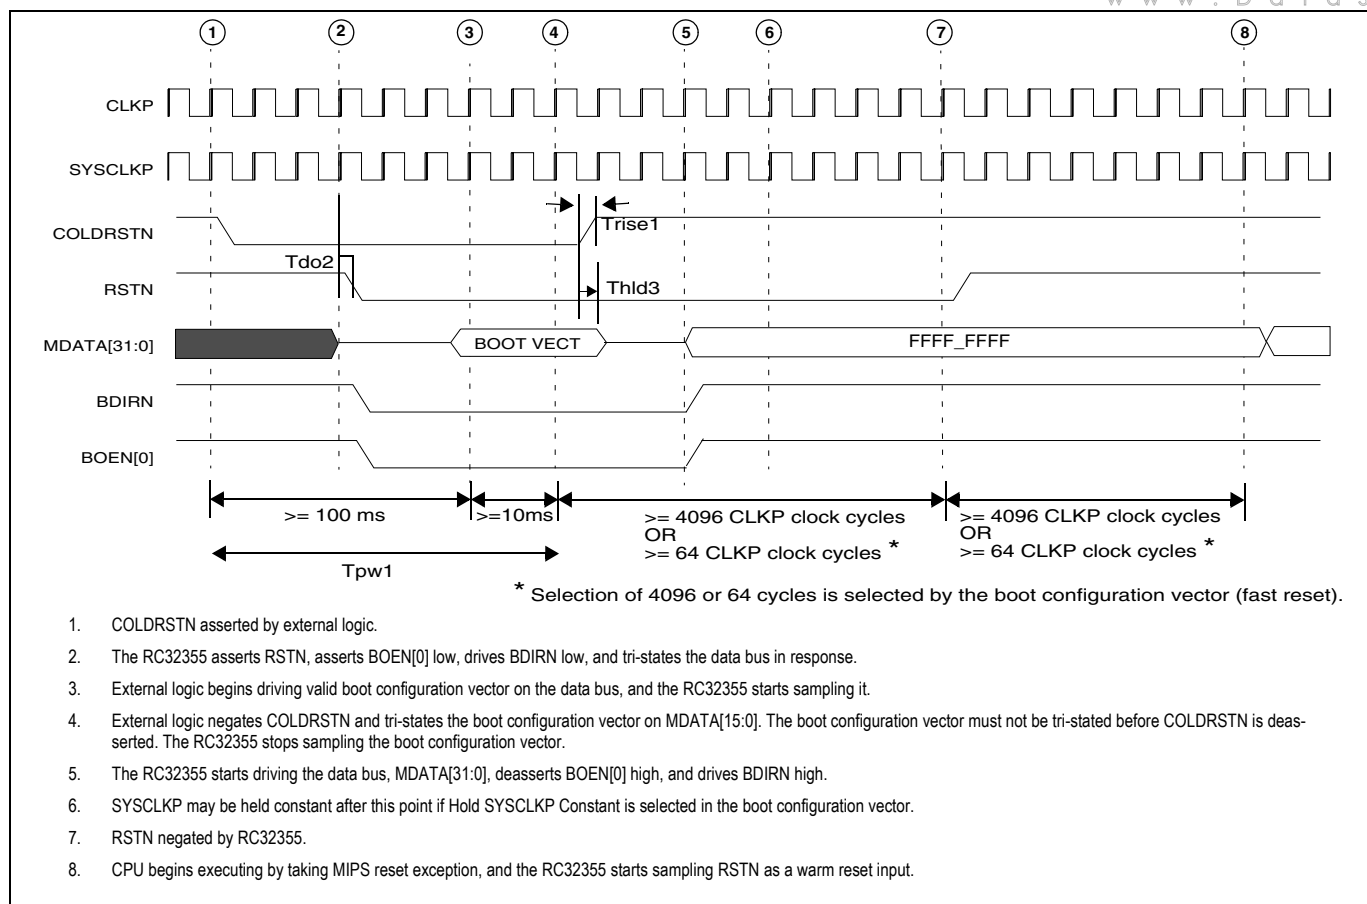 w w w . D a t a s
1 2 3 4 5 6 7 8
CLKP
SYSCLKP
COLDRSTN
Trise1
Tdo2
RSTN
Thld3
MDATA[31:0]
BOOT VECT
FFFF_FFFF
BDIRN
BOEN[0]
>= 100 ms
>=10ms
>= 4096 CLKP clock cycles
OR
>= 64 CLKP clock cycles *
>= 4096 CLKP clock cycles
OR
>= 64 CLKP clock cycles *
Tpw1
* Selection of 4096 or 64 cycles is selected by the boot configuration vector (fast reset).
1. COLDRSTN asserted by external logic.
2. The RC32355 asserts RSTN, asserts BOEN[0] low, drives BDIRN low, and tri-states the data bus in response.
3. External logic begins driving valid boot configuration vector on the data bus, and the RC32355 starts sampling it.
4. External logic negates COLDRSTN and tri-states the boot configuration vector on MDATA[15:0]. The boot configuration vector must not be tri-stated before COLDRSTN is deas-
serted. The RC32355 stops sampling the boot configuration vector.
5. The RC32355 starts driving the data bus, MDATA[31:0], deasserts BOEN[0] high, and drives BDIRN high.
6. SYSCLKP may be held constant after this point if Hold SYSCLKP Constant is selected in the boot configuration vector.
7. RSTN negated by RC32355.
8. CPU begins executing by taking MIPS reset exception, and the RC32355 starts sampling RSTN as a warm reset input.